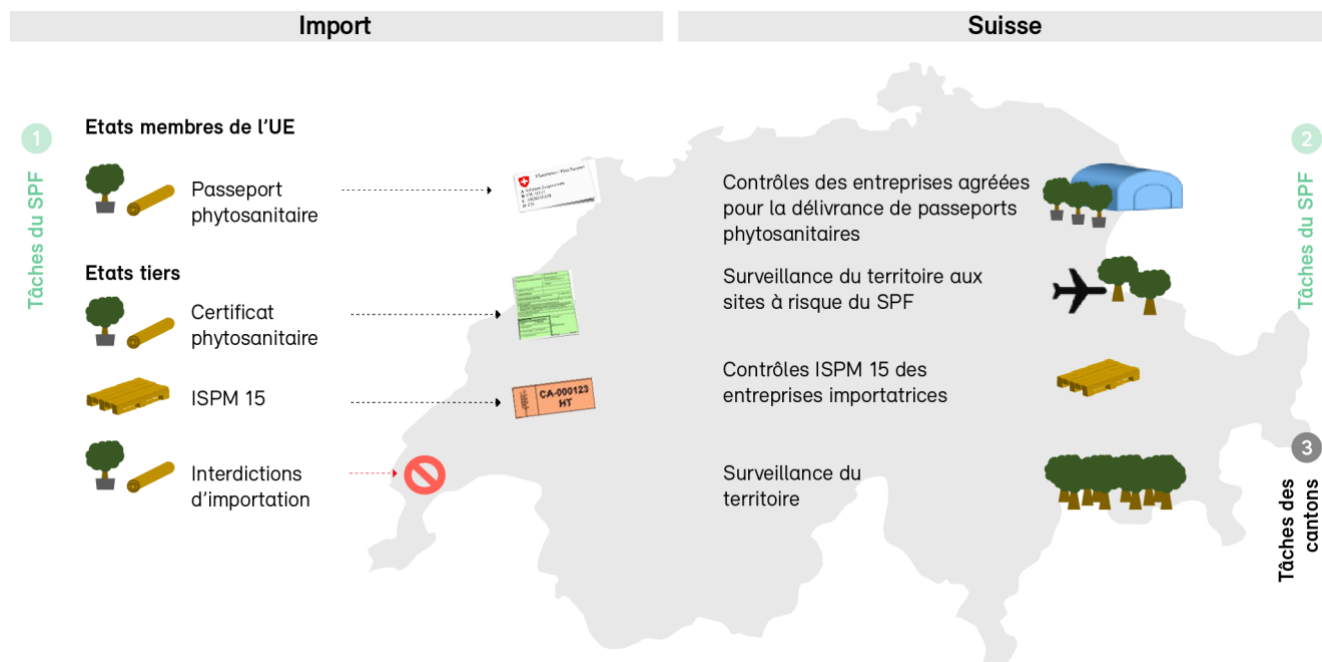 Import
Suisse
1
Tâches du SPF
Etats membres de l'UE
Passeport
phytosanitaire
Etats tiers
Certificat
phytosanitaire
ISPM 15
CA-000123
HT
Interdictions
d'importation
2
Tâches du SPF
Contrôles des entreprises agréées
pour la délivrance de passeports
phytosanitaires
Surveillance du territoire aux
sites à risque du SPF
Contrôles ISPM 15 des
entreprises importatrices
3
Tâches des
cantons
Surveillance du
territoire